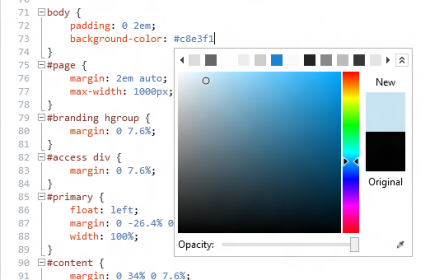 71 body {
72 padding: 0 2em;
73 background-color: #c8e3f1
74 }
75 #page {
76 margin: 2em auto;
77 max-width: 1000px;
78 }
79 #branding hgroup {
80 margin: 0 7.6%;
81 }
82 #access div {
83 margin: 0 7.6%;
84 }
85 #primary {
86 float: left;
87 margin: 0 -26.4% 0
88 width: 100%;
89 }
90 #content {
91 margin: 0 34% 0 7.6%;
New
Original
Opacity: